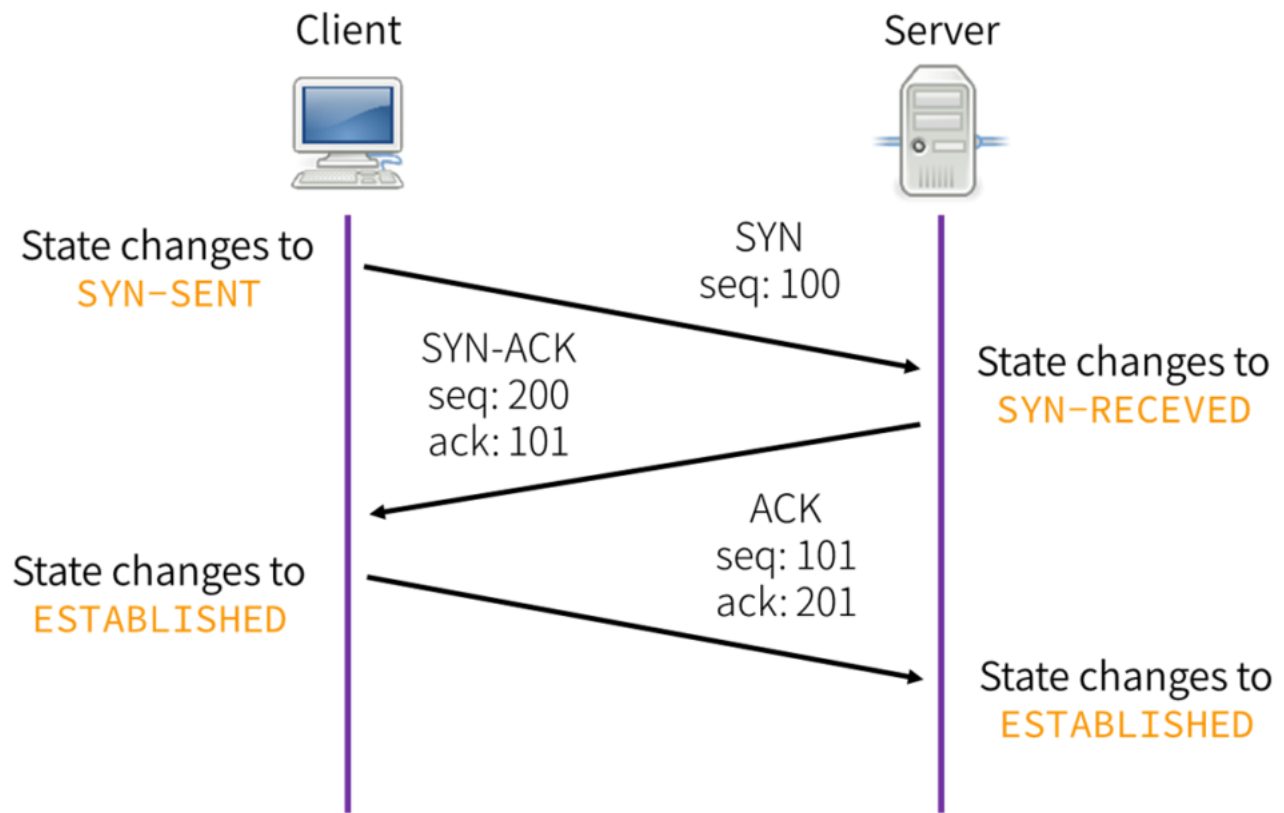 Client
Server
State changes to
SYN-SENT
SYN
seq: 100
SYN-ACK
seq: 200
ack: 101
State changes to
SYN-RECEVED
ACK
seq: 101
ack: 201
State changes to
ESTABLISHED
State changes to
ESTABLISHED